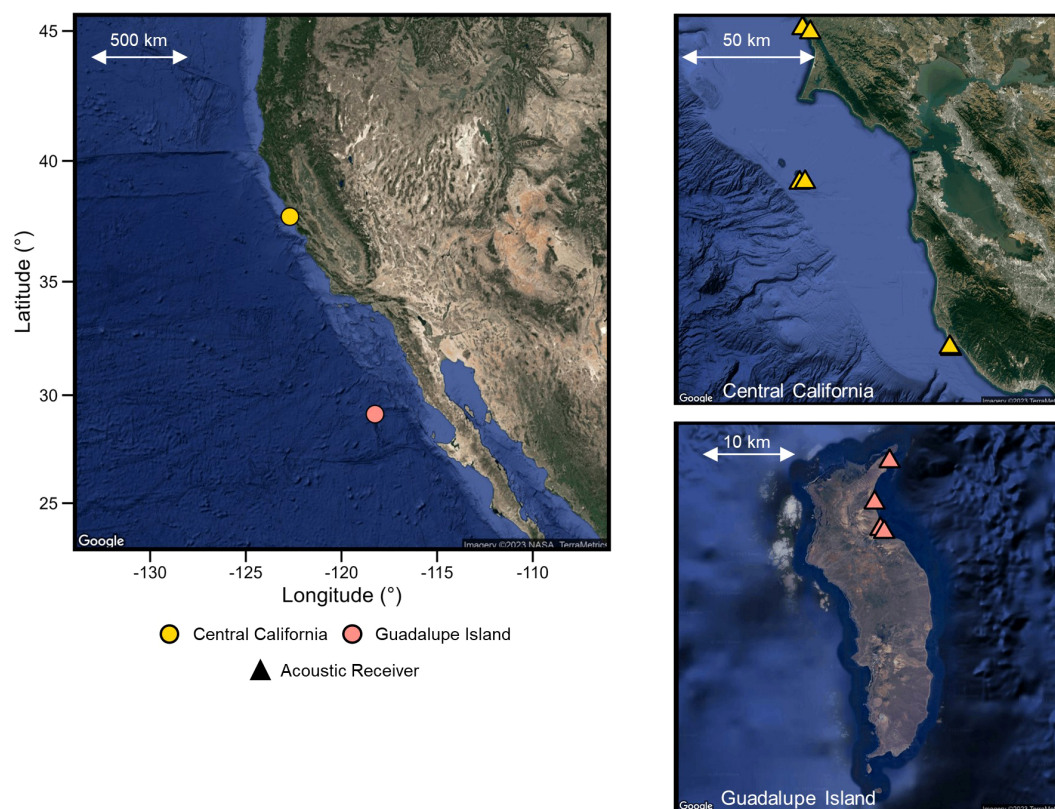 45
500 km
40
35
30
25
Latitude (°)
Google
Imagery ©2023 NASA, TerraMetrics
-130
-125
-120
-115
-110
Longitude (°)
Central California
Guadalupe Island
Acoustic Receiver
50 km
Google
Central California
Imagery ©2023 TerraMetrics
10 km
Google
Guadalupe Island